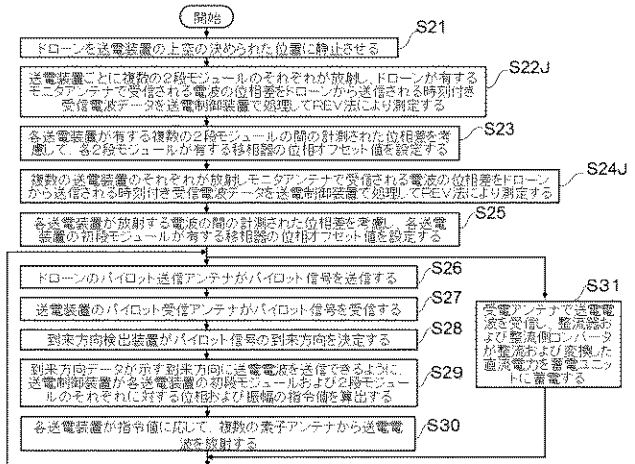 開始
S21
ドローンを送電装置の上空の決められた位置に静止させる
S22J
送電装置ごとに複数の2段モジュールのそれぞれが放射し、ドローンが有する
モニタアンテナで受信される電波の位相差をドローンから送信される時刻付き
受信電波データを送電制御装置で処理してREV法により測定する
S23
各送電装置が有する複数の2段モジュールの間の計測された位相差を考
慮して、各2段モジュールが有する移相器の位相オフセット値を設定する
S24J
複数の送電装置のそれぞれが放射しモニタアンテナで受信される電波の位相差をドローン
から送信される時刻付き受信電波データを送電制御装置で処理してREV法により測定する
S25
各送電装置が放射する電波の間の計測された位相差を考慮し、各送電
装置の初段モジュールが有する移相器の位相オフセット値を設定する
S26
ドローンのパイロット送信アンテナがパイロット信号を送信する
S27
送電装置のパイロット受信アンテナがパイロット信号を受信する
S28
到来方向検出装置がパイロット信号の到来方向を決定する
S29
到来方向データが示す到来方向に送電電波を送信できるように、
送電制御装置が各送電装置の初段モジュールおよび2段モジュー
ルのそれぞれに対する位相および振幅の指令値を算出する
S30
各送電装置が指令値に応じて、複数の素子アンテナから送電電
波を放射する
S31
受電アンテナで送電電
波を受信し、整流器お
よび整流側コンバータ
が整流および変換した
直流電力を蓄電ユニッ
トに蓄電する